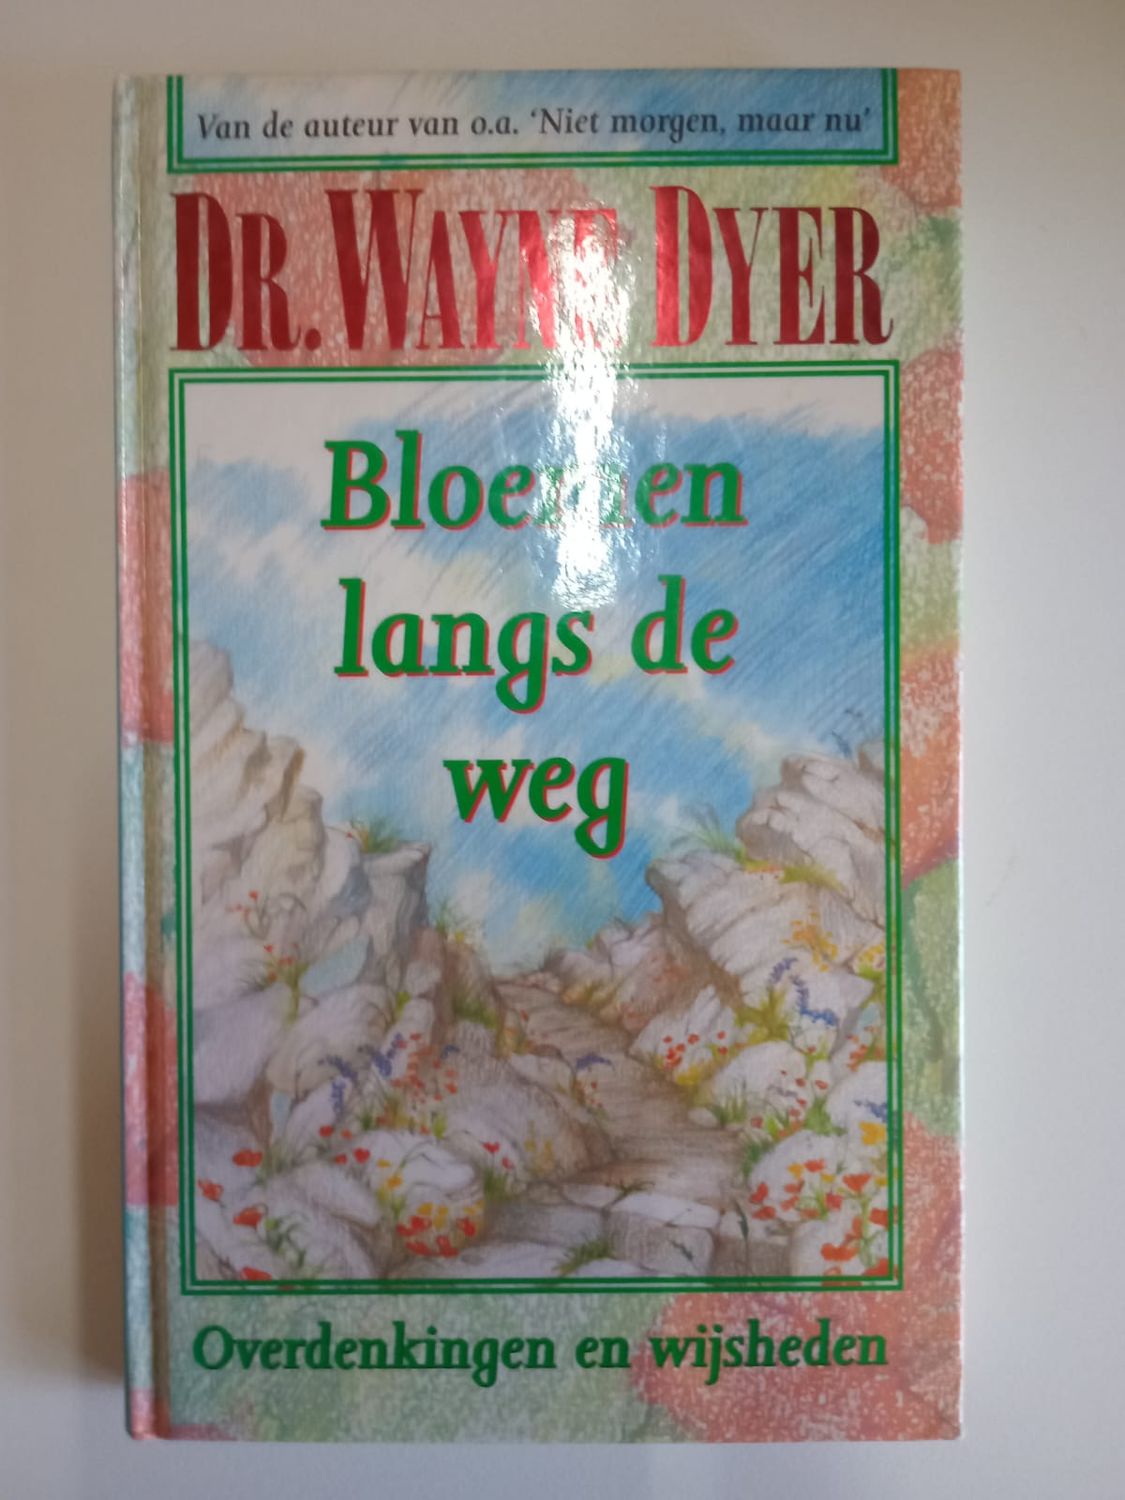 Van de auteur van o.a. 'Niet morgen, maar nu'
DR. WAYNE DYER
Bloemen
langs de
weg
Overdenkingen en wijsheden